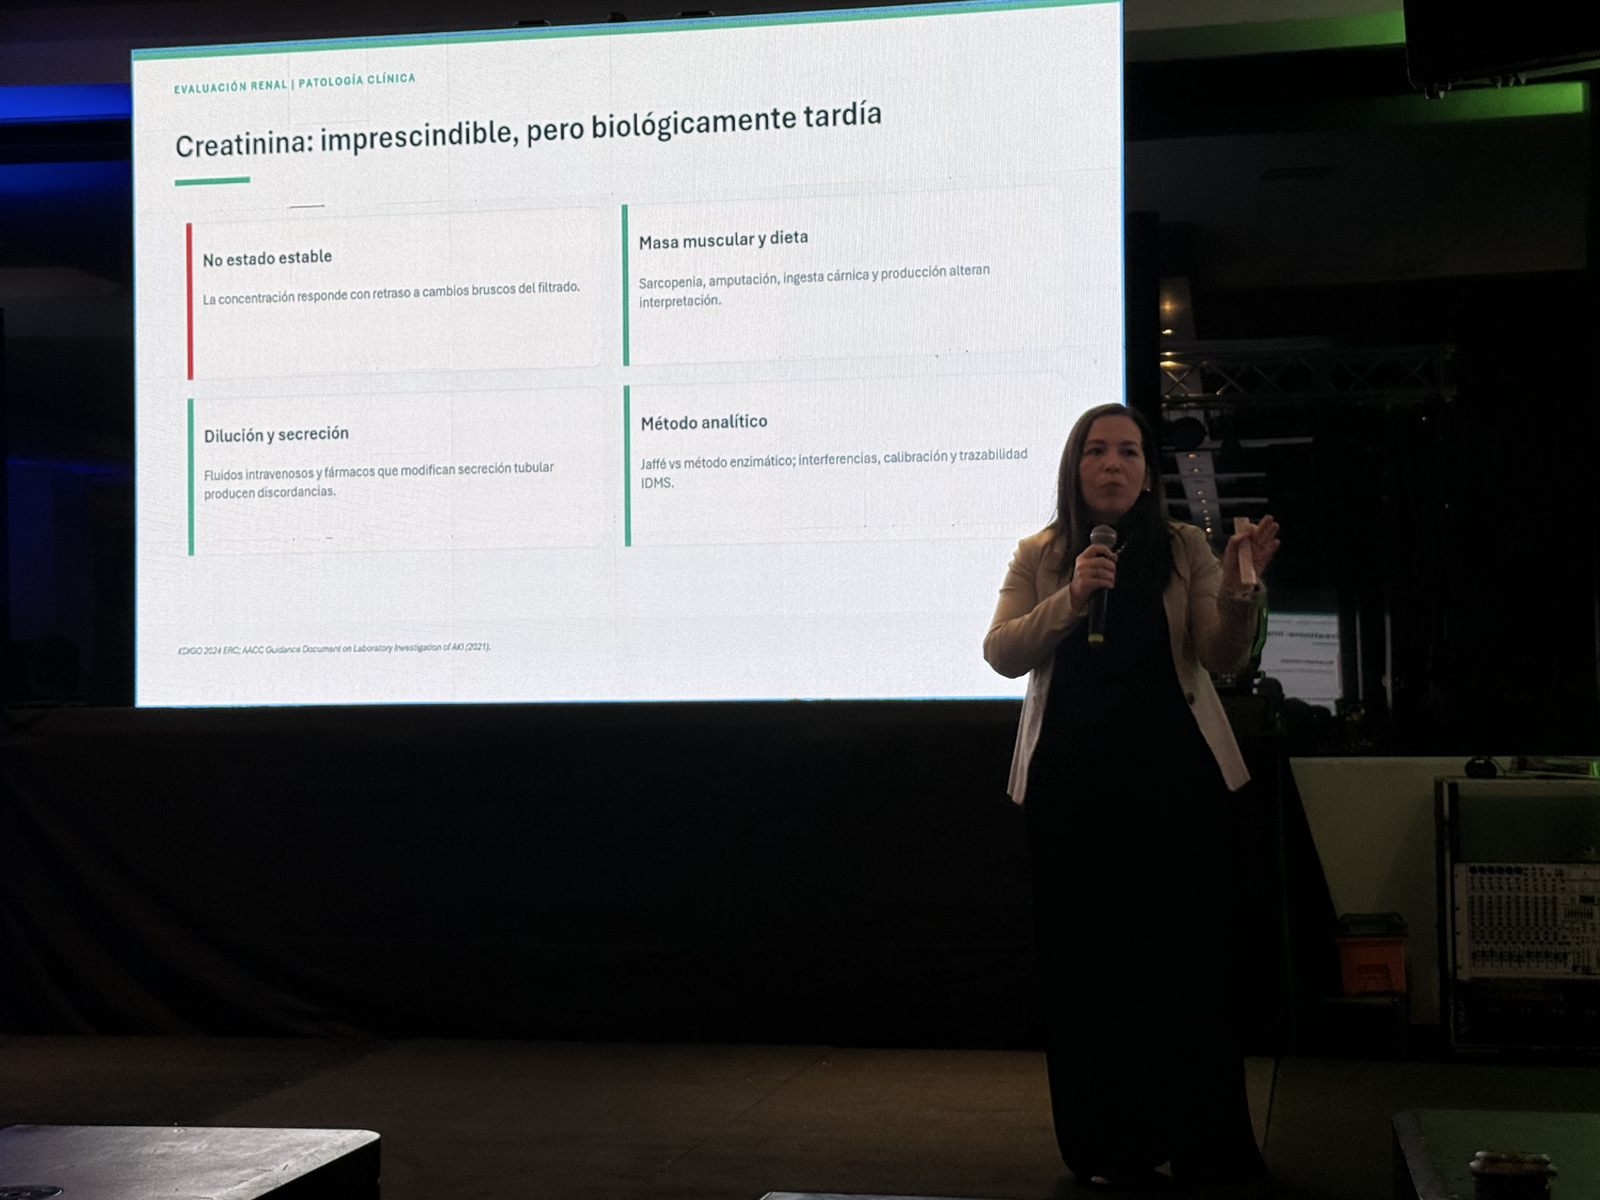 EVALUACIÓN RENAL | PATOLOGÍA CLÍNICA
Creatinina: imprescindible, pero biológicamente tardía
No estado estable
La concentración responde con retraso a cambios bruscos del filtrado.
Masa muscular y dieta
Sarcopenia, amputación, ingesta cárnica y producción alteran
interpretación.
Dilución y secreción
Fluidos intravenosos y fármacos que modifican secreción tubular
producen discordancias.
Método analítico
Jaffé vs método enzimático; interferencias, calibración y trazabilidad
IDMS.
KDIGO 2024 ERC; AACC Guidance Document on Laboratory Investigation of AKI (2021).